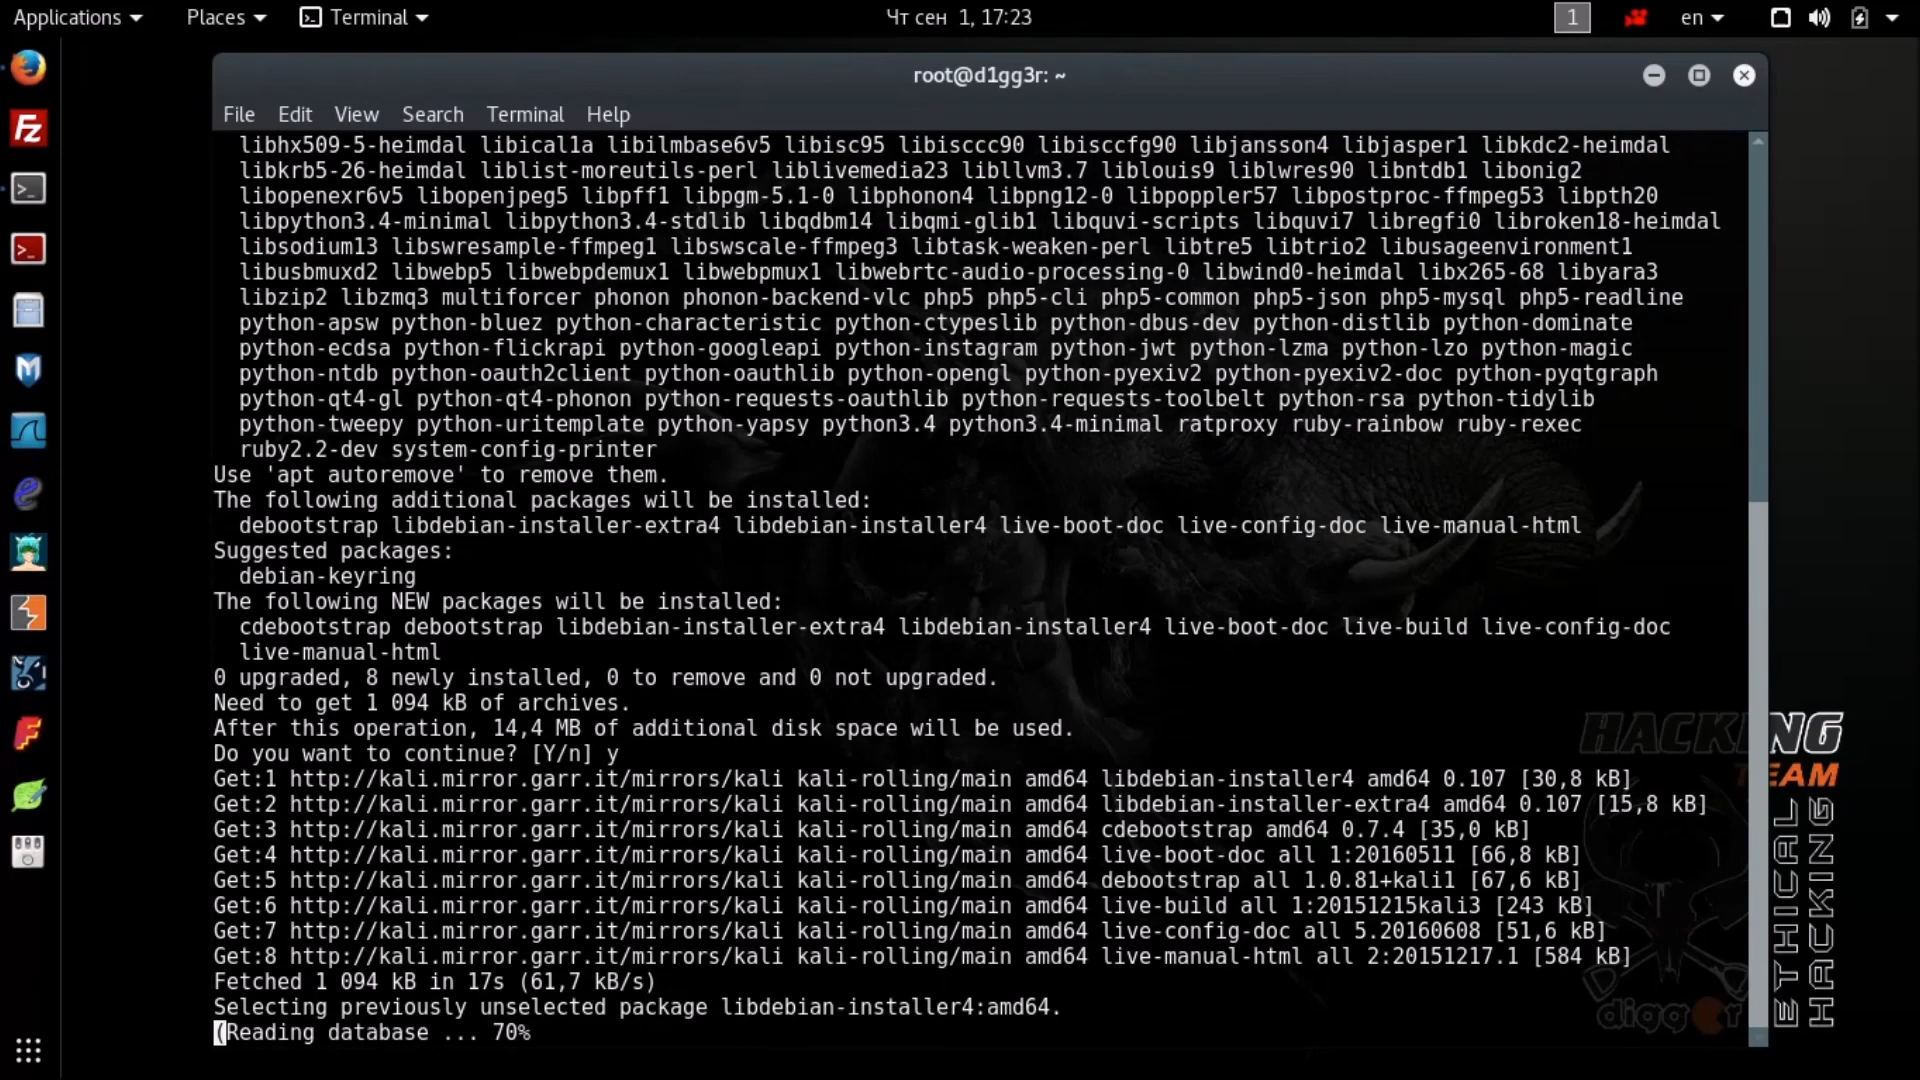 Applications Places Terminal Чт сен 1, 17:23 1 en
root@d1gg3r: ~
File Edit View Search Terminal Help
libhx509-5-heimdal libical1a libilmbase6v5 libisc95 libisccc90 libisccfg90 libjansson4 libjasper1 libkdc2-heimdal
libkrb5-26-heimdal liblist-moreutils-perl liblivemedia23 libllvm3.7 liblouis9 liblwres90 libntdb1 libonig2
libopenexr6v5 libopenjpeg5 libpff1 libpgm-5.1-0 libphonon4 libpng12-0 libpoppler57 libpostproc-ffmpeg53 libpth20
libpython3.4-minimal libpython3.4-stdlib libqdbm14 libqmi-glib1 libquvi-scripts libquvi7 libregfi0 libroken18-heimdal
libsodium13 libswresample-ffmpeg1 libswscale-ffmpeg3 libtask-weaken-perl libtre5 libtrio2 libusageenvironment1
libusbmuxd2 libwebp5 libwebpdemux1 libwebpmux1 libwebrtc-audio-processing-0 libwind0-heimdal libx265-68 libyara3
libzip2 libzmq3 multiforcer phonon phonon-backend-vlc php5 php5-cli php5-common php5-json php5-mysql php5-readline
python-apsw python-bluez python-characteristic python-ctypeslib python-dbus-dev python-distlib python-dominate
python-ecdsa python-flickrapi python-googleapi python-instagram python-jwt python-lzma python-lzo python-magic
python-ntdb python-oauth2client python-oauthlib python-opengl python-pyexiv2 python-pyexiv2-doc python-pyqtgraph
python-qt4-gl python-qt4-phonon python-requests-oauthlib python-requests-toolbelt python-rsa python-tidylib
python-tweepy python-uritemplate python-yapsy python3.4 python3.4-minimal ratproxy ruby-rainbow ruby-rexec
ruby2.2-dev system-config-printer
Use 'apt autoremove' to remove them.
The following additional packages will be installed:
debootstrap libdebian-installer-extra4 libdebian-installer4 live-boot-doc live-config-doc live-manual-html
Suggested packages:
debian-keyring
The following NEW packages will be installed:
cdebootstrap debootstrap libdebian-installer-extra4 libdebian-installer4 live-boot-doc live-build live-config-doc
live-manual-html
0 upgraded, 8 newly installed, 0 to remove and 0 not upgraded.
Need to get 1 094 kB of archives.
After this operation, 14,4 MB of additional disk space will be used.
Do you want to continue? [Y/n] y
Get:1 http://kali.mirror.garr.it/mirrors/kali kali-rolling/main amd64 libdebian-installer4 amd64 0.107 [30,8 kB]
Get:2 http://kali.mirror.garr.it/mirrors/kali kali-rolling/main amd64 libdebian-installer-extra4 amd64 0.107 [15,8 kB]
Get:3 http://kali.mirror.garr.it/mirrors/kali kali-rolling/main amd64 cdebootstrap amd64 0.7.4 [35,0 kB]
Get:4 http://kali.mirror.garr.it/mirrors/kali kali-rolling/main amd64 live-boot-doc all 1:20160511 [66,8 kB]
Get:5 http://kali.mirror.garr.it/mirrors/kali kali-rolling/main amd64 debootstrap all 1.0.81+kali1 [67,6 kB]
Get:6 http://kali.mirror.garr.it/mirrors/kali kali-rolling/main amd64 live-build all 1:20151215kali3 [243 kB]
Get:7 http://kali.mirror.garr.it/mirrors/kali kali-rolling/main amd64 live-config-doc all 5.20160608 [51,6 kB]
Get:8 http://kali.mirror.garr.it/mirrors/kali kali-rolling/main amd64 live-manual-html all 2:20151217.1 [584 kB]
Fetched 1 094 kB in 17s (61,7 kB/s)
Selecting previously unselected package libdebian-installer4:amd64.
(Reading database ... 70%
HACKING
TEAM
ETHICAL
HACKING
digger